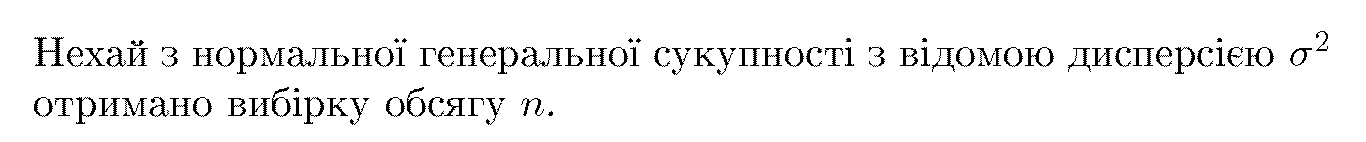 Нехай з нормальної генеральної сукупності з відомою дисперсією σ²
отримано вибірку обсягу n.